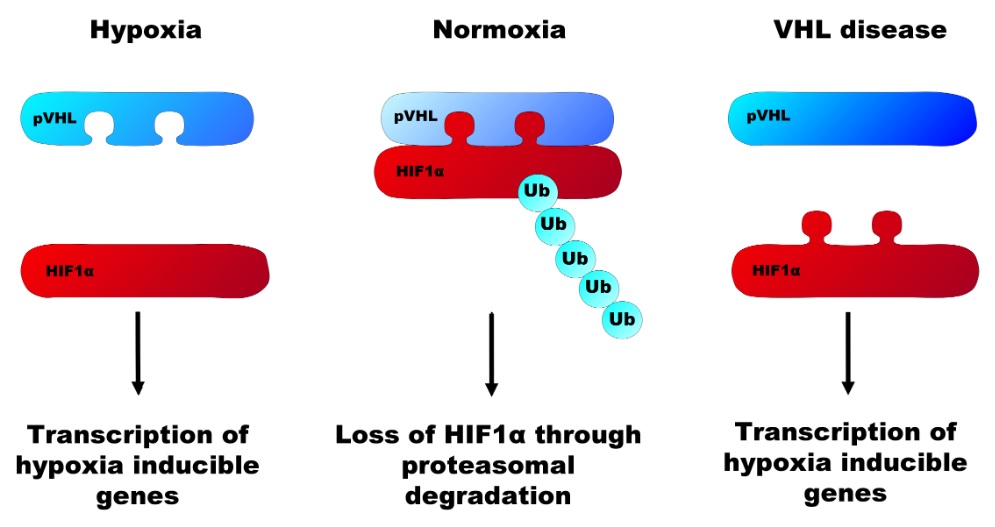 Hypoxia
pVHL
HIF1α
Transcription of
hypoxia inducible
genes
Normoxia
pVHL
HIF1α
Ub
Ub
Ub
Ub
Ub
Loss of HIF1α through
proteasomal
degradation
VHL disease
pVHL
HIF1α
Transcription of
hypoxia inducible
genes